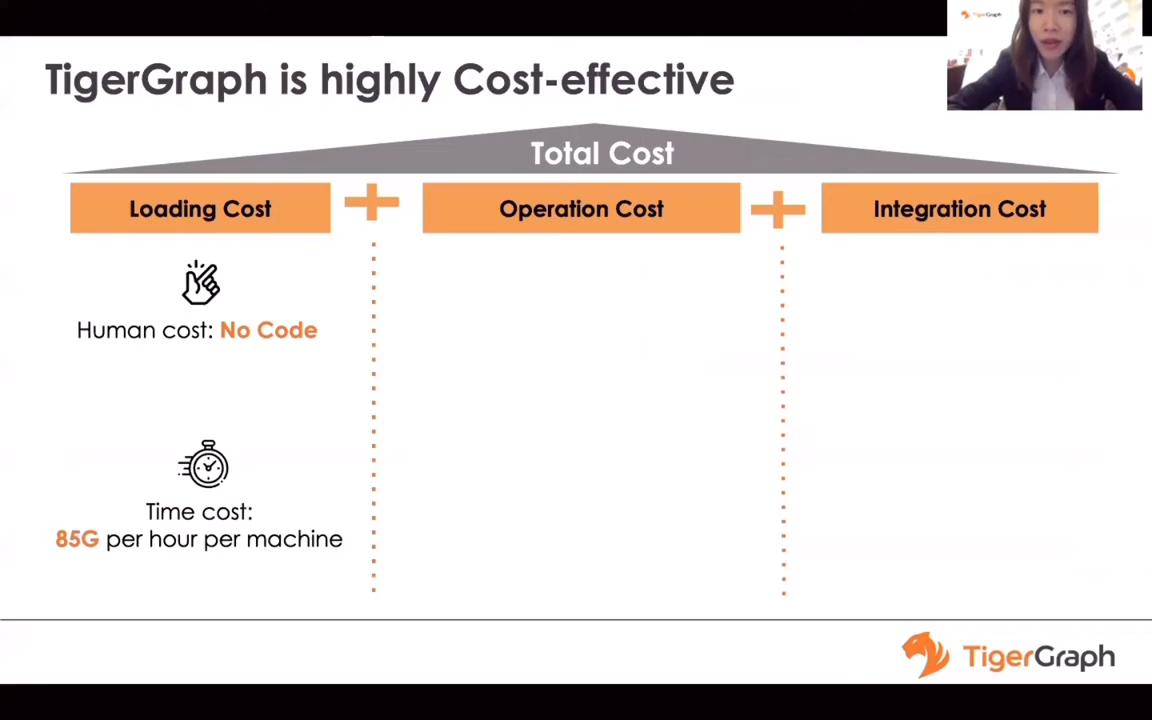 TigerGraph
TigerGraph is highly Cost-effective
Total Cost
Loading Cost
Operation Cost
Integration Cost
Human cost: No Code
Time cost:
85G per hour per machine
TigerGraph